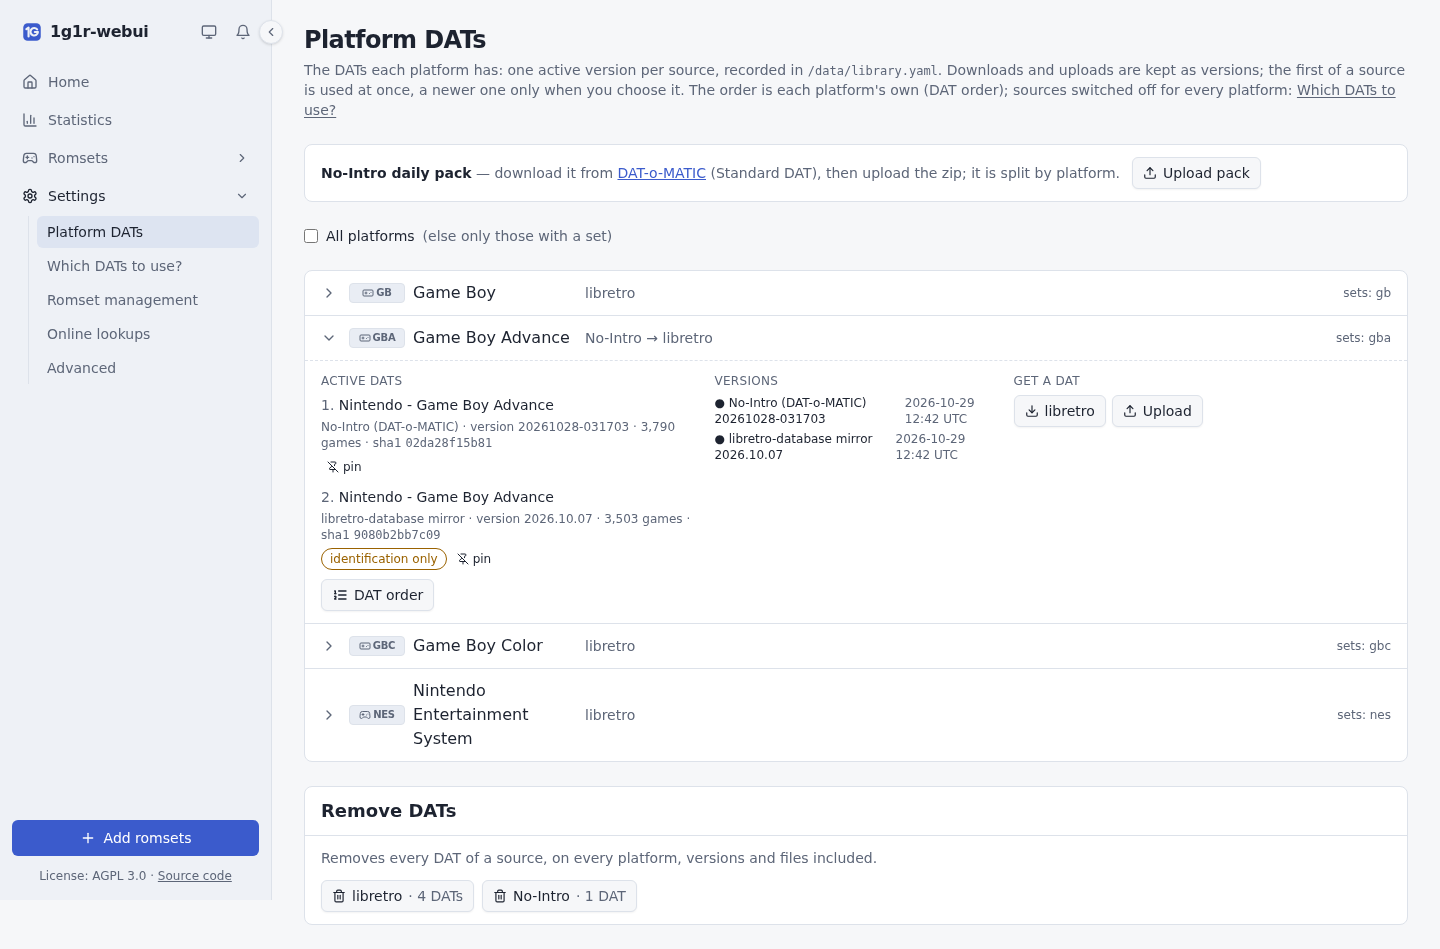 1G 1g1r-webui
Home
Statistics
Romsets
Settings
Platform DATs
Which DATs to use?
Romset management
Online lookups
Advanced
Add romsets
License: AGPL 3.0 · Source code
Platform DATs
The DATs each platform has: one active version per source, recorded in /data/library.yaml. Downloads and uploads are kept as versions; the first of a source
is used at once, a newer one only when you choose it. The order is each platform's own (DAT order); sources switched off for every platform: Which DATs to
use?
No-Intro daily pack — download it from DAT-o-MATIC (Standard DAT), then upload the zip; it is split by platform. Upload pack
All platforms (else only those with a set)
GB Game Boy libretro sets: gb
GBA Game Boy Advance No-Intro → libretro sets: gba
ACTIVE DATS
1. Nintendo - Game Boy Advance
No-Intro (DAT-o-MATIC) · version 20261028-031703 · 3,790
games · sha1 02da28f15b81
pin
2. Nintendo - Game Boy Advance
libretro-database mirror · version 2026.10.07 · 3,503 games ·
sha1 9080b2bb7c09
identification only pin
DAT order
VERSIONS
● No-Intro (DAT-o-MATIC) 2026-10-29
20261028-031703 12:42 UTC
● libretro-database mirror 2026-10-29
2026.10.07 12:42 UTC
GET A DAT
libretro Upload
GBC Game Boy Color libretro sets: gbc
NES Nintendo
Entertainment
System
libretro sets: nes
Remove DATs
Removes every DAT of a source, on every platform, versions and files included.
libretro · 4 DATs No-Intro · 1 DAT